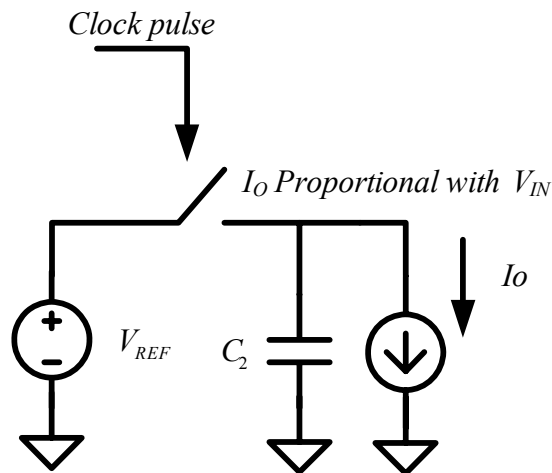 Clock pulse
I_O Proportional with V_IN
Io
V_REF
C_2
+
−